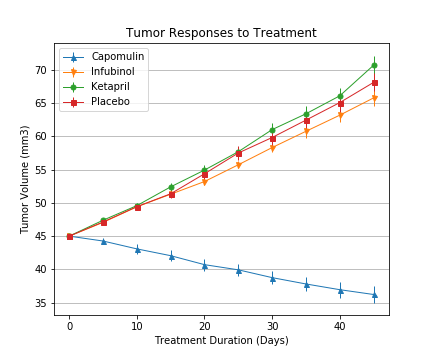 Tumor Responses to Treatment
Capomulin
Infubinol
Ketapril
Placebo
Tumor Volume (mm3)
70
65
60
55
50
45
40
35
0
10
20
30
40
Treatment Duration (Days)